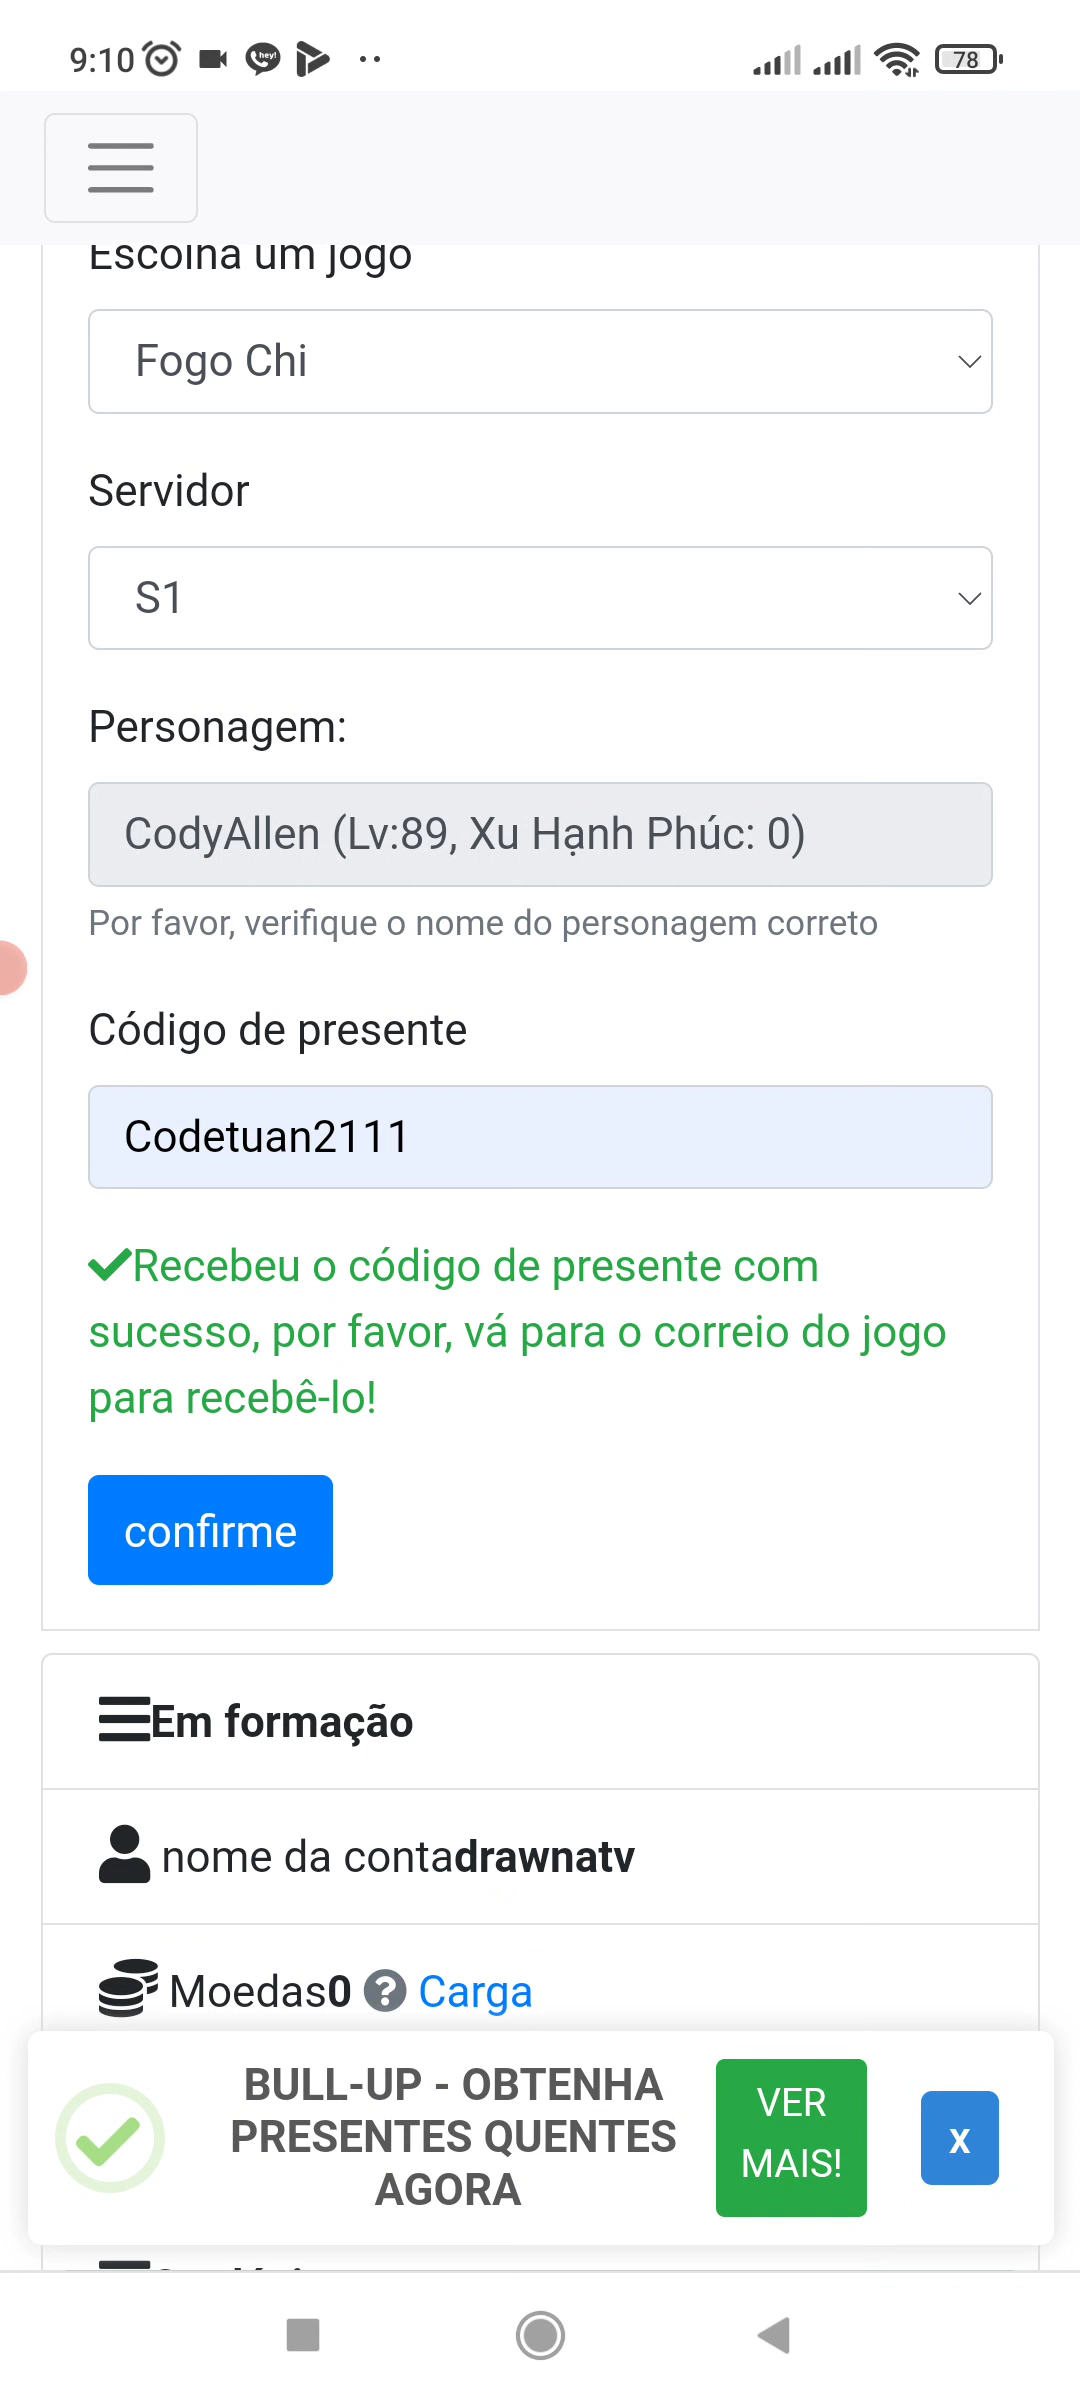 9:10
hey!
78
Escolha um jogo
Fogo Chi
Servidor
S1
Personagem:
CodyAllen (Lv:89, Xu Hạnh Phúc: 0)
Por favor, verifique o nome do personagem correto
Código de presente
Codetuan2111
Recebeu o código de presente com
sucesso, por favor, vá para o correio do jogo
para recebê-lo!
confirme
Em formação
nome da contadrawnatv
Moedas0 ? Carga
BULL-UP - OBTENHA
PRESENTES QUENTES
AGORA
VER
MAIS!
x